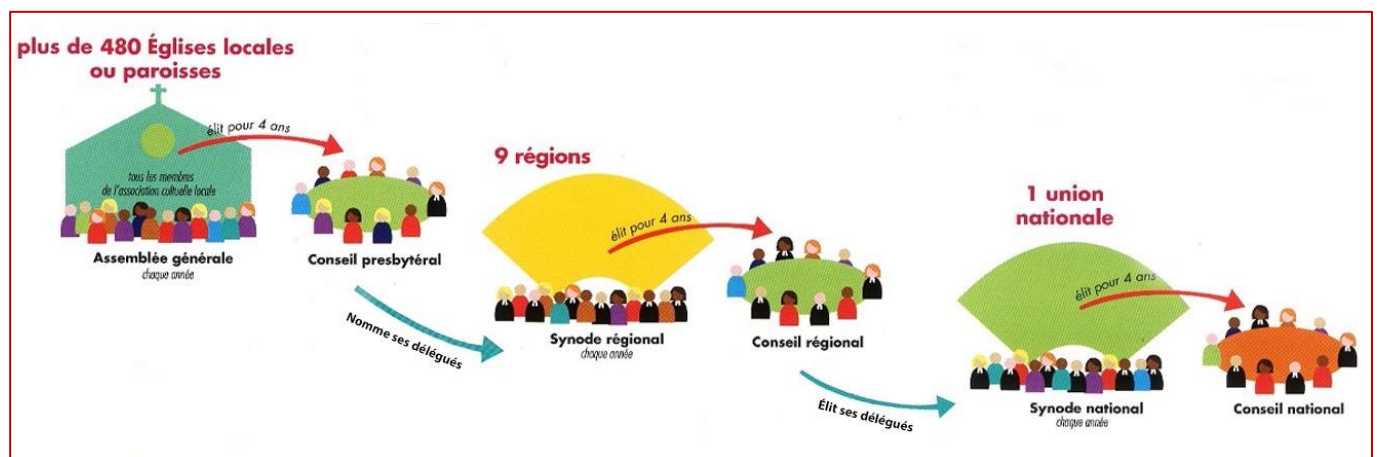 plus de 480 Églises locales
ou paroisses
élit pour 4 ans
tous les membres
de l'association cultuelle locale
Assemblée générale
chaque année
Conseil presbytéral
Nomme ses délégués
9 régions
élit pour 4 ans
Synode régional
chaque année
Conseil régional
Élit ses délégués
1 union
nationale
élit pour 4 ans
Synode national
chaque année
Conseil national